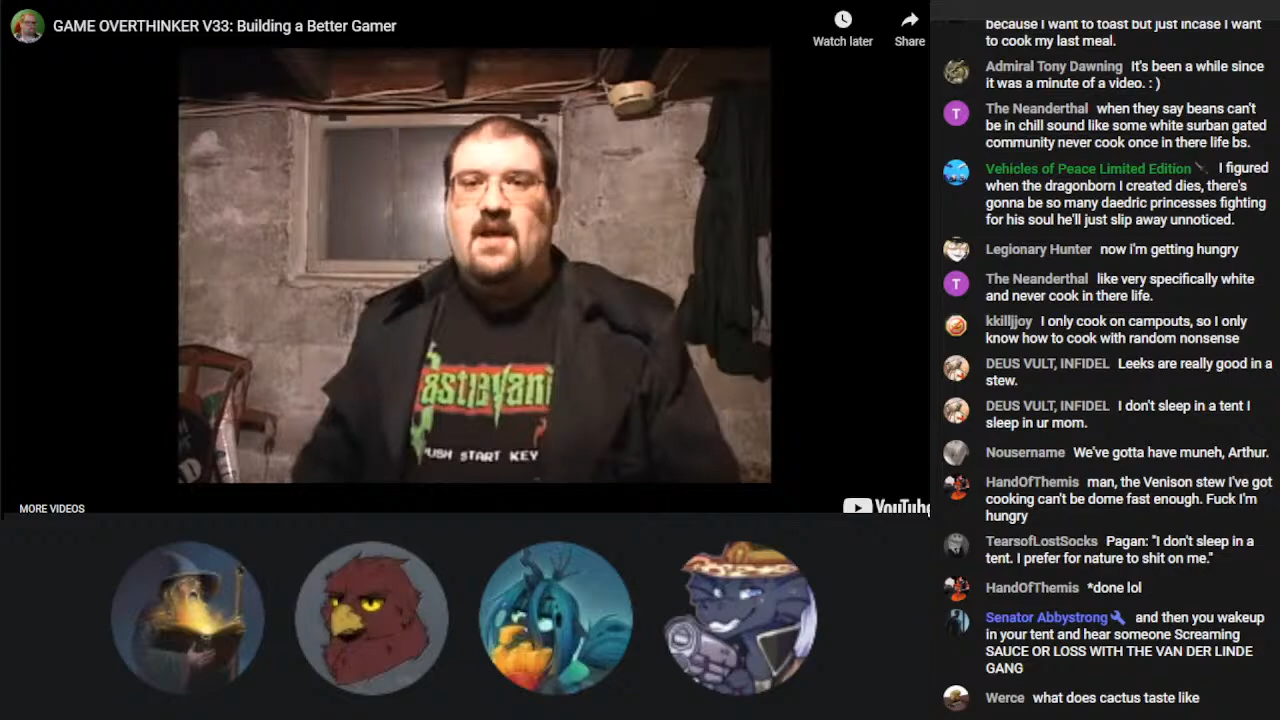 GAME OVERTHINKER V33: Building a Better Gamer
Watch later
Share
astlevani
PUSH START KEY
D
MORE VIDEOS
YouTube
because I want to toast but just incase I want
to cook my last meal.
Admiral Tony Dawning It's been a while since
it was a minute of a video. : )
T
The Neanderthal when they say beans can't
be in chill sound like some white surban gated
community never cook once in there life bs.
Vehicles of Peace Limited Edition I figured
when the dragonborn I created dies, there's
gonna be so many daedric princesses fighting
for his soul he'll just slip away unnoticed.
Legionary Hunter now i'm getting hungry
T
The Neanderthal like very specifically white
and never cook in there life.
kkilljjoy I only cook on campouts, so I only
know how to cook with random nonsense
DEUS VULT, INFIDEL Leeks are really good in a
stew.
DEUS VULT, INFIDEL I don't sleep in a tent I
sleep in ur mom.
Nousername We've gotta have muneh, Arthur.
HandOfThemis man, the Venison stew I've got
cooking can't be dome fast enough. Fuck I'm
hungry
TearsofLostSocks Pagan: "I don't sleep in a
tent. I prefer for nature to shit on me."
HandOfThemis *done lol
Senator Abbystrong and then you wakeup
in your tent and hear someone Screaming
SAUCE OR LOSS WITH THE VAN DER LINDE
GANG
Werce what does cactus taste like